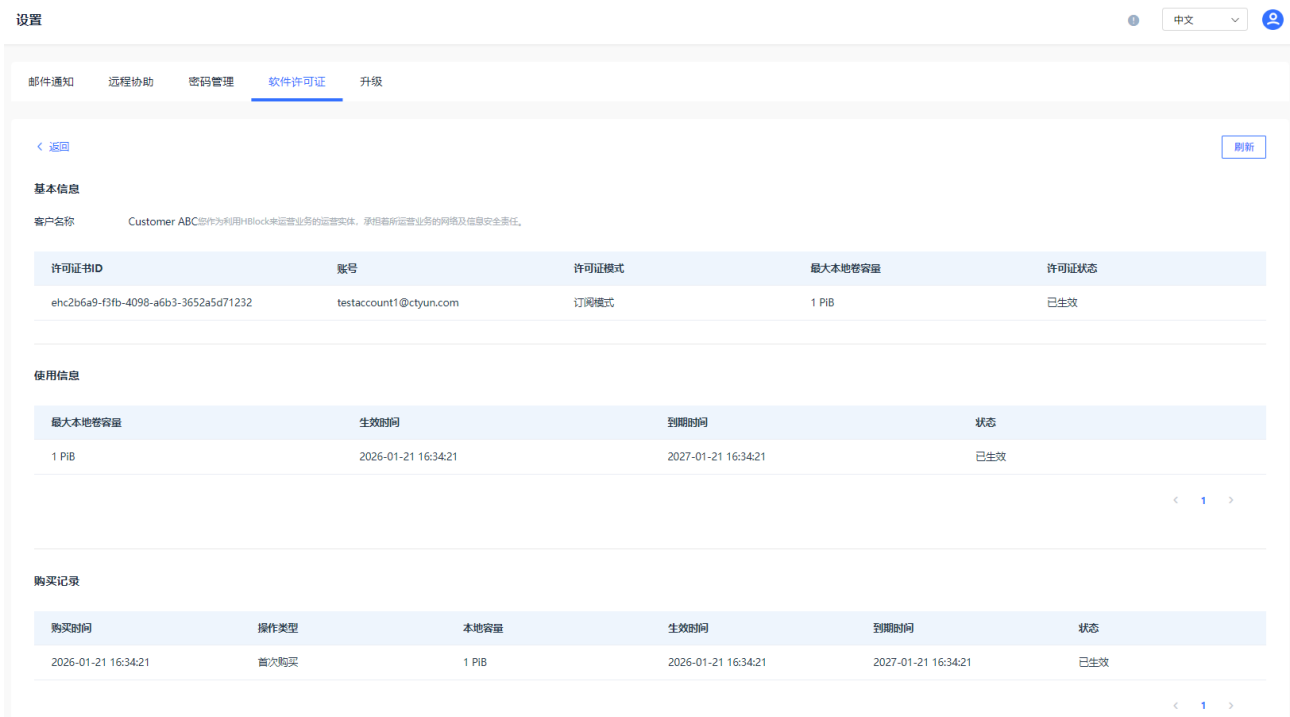 设置
中文
邮件通知 远程协助 密码管理 软件许可证 升级
返回 刷新
基本信息
客户名称 Customer ABC您作为利用HBlock来运营业务的运营实体，承担着所运营业务的网络及信息安全责任。
许可证书ID 账号 许可证模式 最大本地卷容量 许可证状态
ehc2b6a9-f3fb-4098-a6b3-3652a5d71232 testaccount1@ctyun.com 订阅模式 1 PiB 已生效
使用信息
最大本地卷容量 生效时间 到期时间 状态
1 PiB 2026-01-21 16:34:21 2027-01-21 16:34:21 已生效
1
购买记录
购买时间 操作类型 本地容量 生效时间 到期时间 状态
2026-01-21 16:34:21 首次购买 1 PiB 2026-01-21 16:34:21 2027-01-21 16:34:21 已生效
1